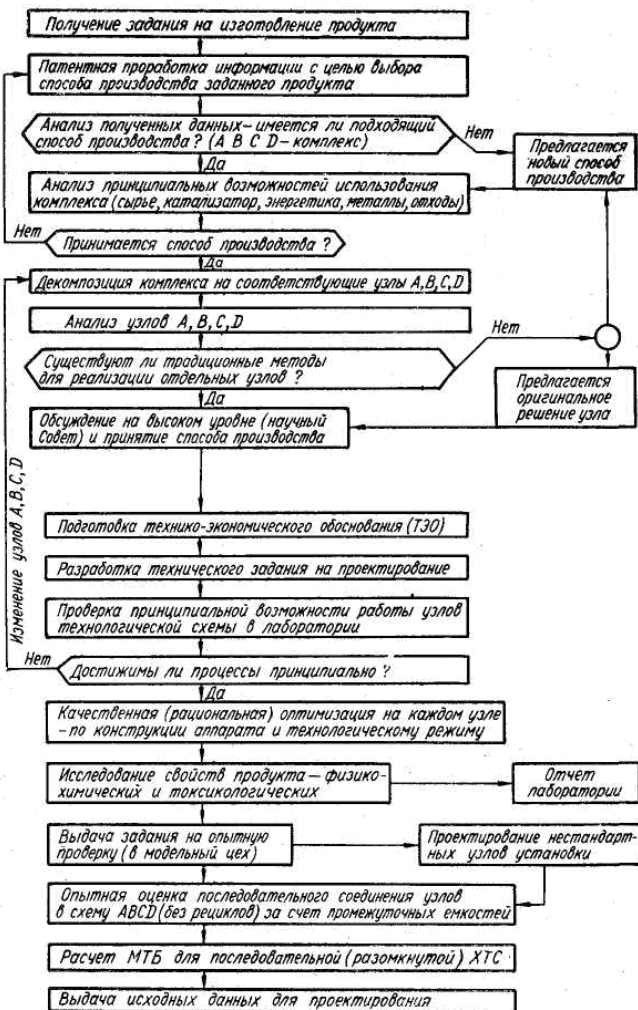 Получение задания на изготовление продукта
Патентная проработка информации с целью выбора
способа производства заданного продукта
Анализ полученных данных – имеется ли подходящий
способ производства? (A B C D – комплекс)
Нет
Предлагается
новый способ
производства
Да
Анализ принципиальных возможностей использования
комплекса (сырье, катализатор, энергетика, металлы, отходы)
Нет
Принимается способ производства ?
Да
Декомпозиция комплекса на соответствующие узлы A,B,C,D
Анализ узлов A,B,C,D
Нет
Существуют ли традиционные методы
для реализации отдельных узлов ?
Предлагается
оригинальное
решение узла
Да
Обсуждение на высоком уровне (научный
Совет) и принятие способа производства
Изменение узлов A,B,C,D
Подготовка технико-экономического обоснования (ТЭО)
Разработка технического задания на проектирование
Проверка принципиальной возможности работы узлов
технологической схемы в лаборатории
Нет
Достижимы ли процессы принципиально ?
Да
Качественная (рациональная) оптимизация на каждом узле
– по конструкции аппарата и технологическому режиму
Исследование свойств продукта – физико-
химических и токсикологических
Отчет
лаборатории
Выдача задания на опытную
проверку (в модельный цех)
Проектирование нестандарт-
ных узлов установки
Опытная оценка последовательного соединения узлов
в схему ABCD (без рециклов) за счет промежуточных емкостей
Расчет МТБ для последовательной (разомкнутой) ХТС
Выдача исходных данных для проектирования